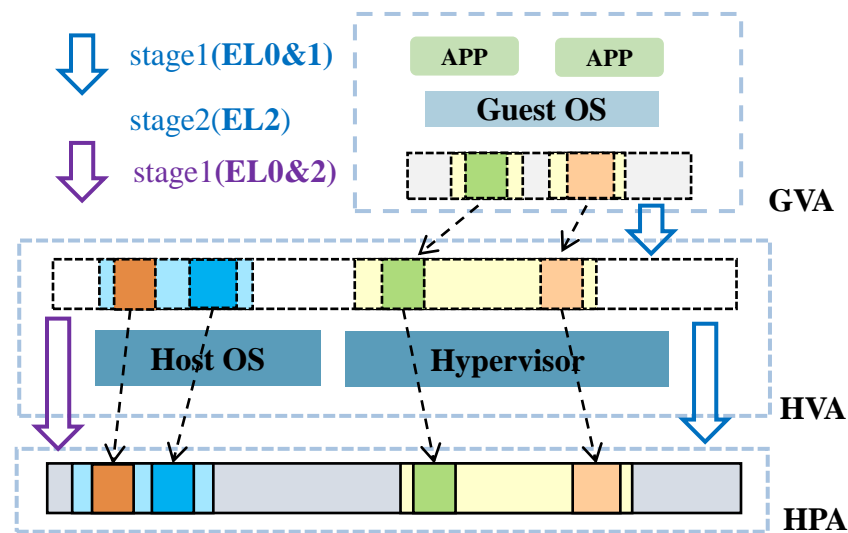 stage1(EL0&1)
stage2(EL2)
stage1(EL0&2)
APP APP
Guest OS
GVA
Host OS Hypervisor
HVA
HPA